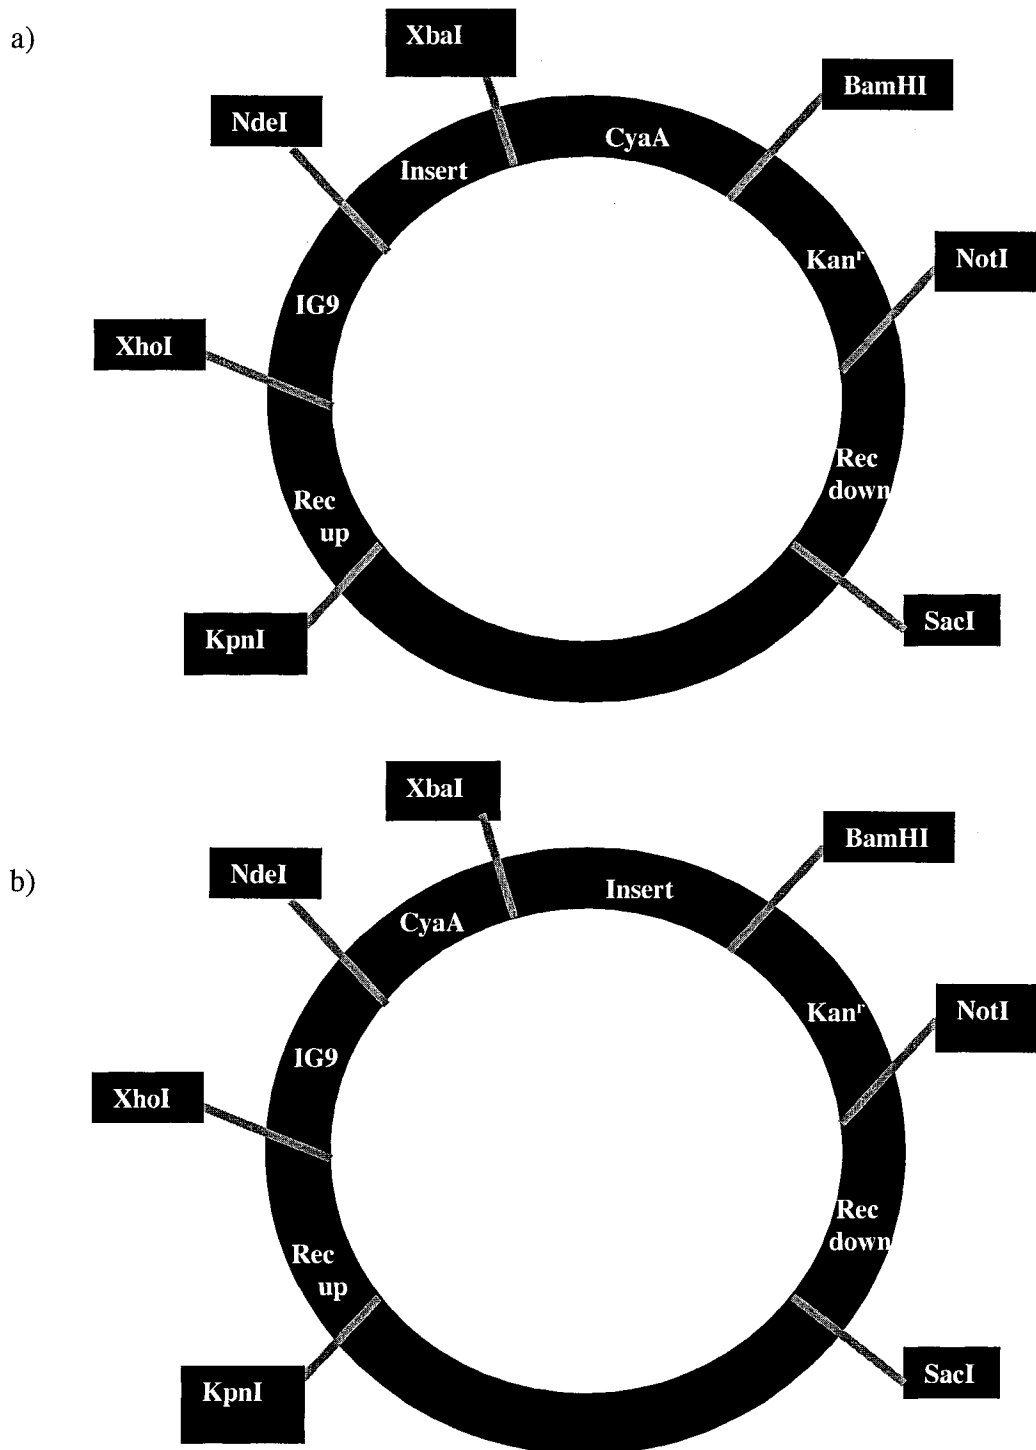 a)
XbaI
BamHI
NdeI
CyaA
Insert
Kanʳ
NotI
IG9
XhoI
Rec
down
Rec
up
SacI
KpnI
b)
XbaI
BamHI
NdeI
Insert
CyaA
Kanʳ
NotI
IG9
XhoI
Rec
down
Rec
up
SacI
KpnI